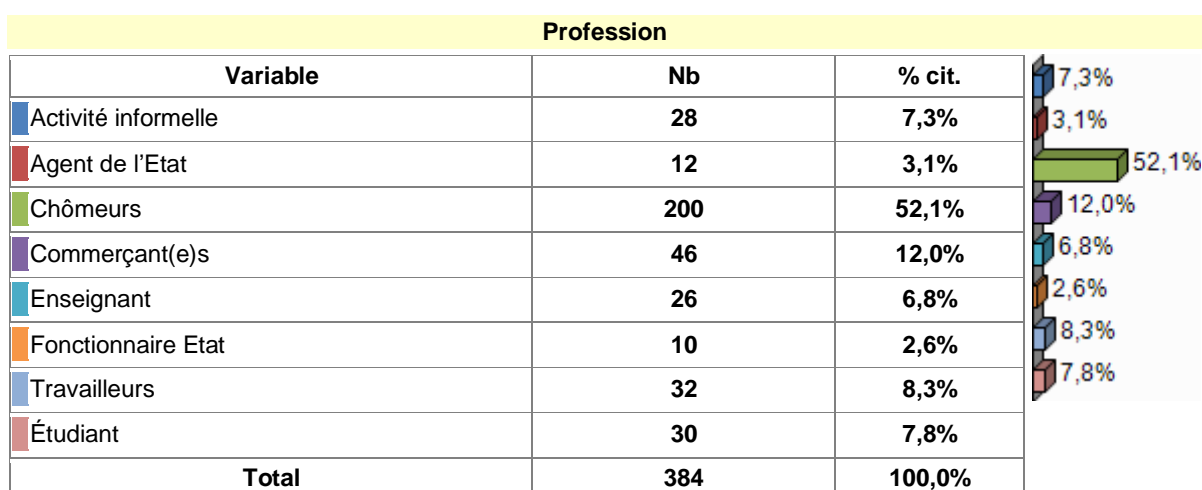 Profession
Variable Nb % cit.
Activité informelle 28 7,3% 7,3%
Agent de l’Etat 12 3,1% 3,1%
Chômeurs 200 52,1% 52,1%
Commerçant(e)s 46 12,0% 12,0%
Enseignant 26 6,8% 6,8%
Fonctionnaire Etat 10 2,6% 2,6%
Travailleurs 32 8,3% 8,3%
Étudiant 30 7,8% 7,8%
Total 384 100,0%